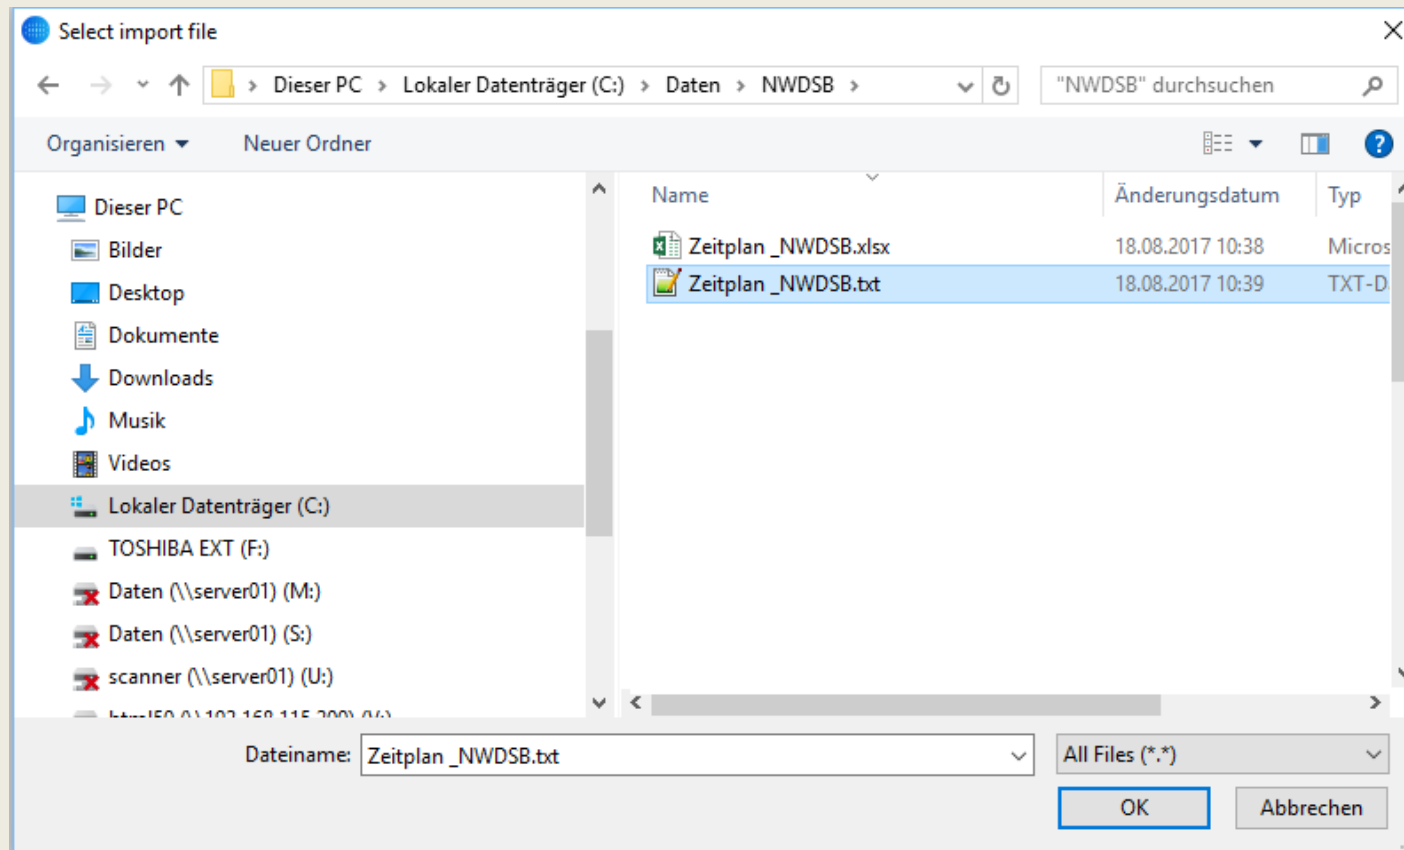 Select import file
Dieser PC > Lokaler Datenträger (C:) > Daten > NWDSB >
"NWDSB" durchsuchen
Organisieren
Neuer Ordner
?
Dieser PC
Bilder
Desktop
Dokumente
Downloads
Musik
Videos
Lokaler Datenträger (C:)
TOSHIBA EXT (F:)
Daten (\\server01) (M:)
Daten (\\server01) (S:)
scanner (\\server01) (U:)
Name Änderungsdatum Typ
Zeitplan _NWDSB.xlsx 18.08.2017 10:38 Micros
Zeitplan _NWDSB.txt 18.08.2017 10:39 TXT-D
Dateiname: Zeitplan _NWDSB.txt
All Files (*.*)
OK
Abbrechen